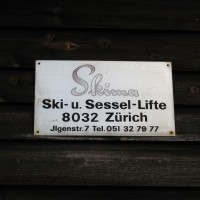 Skima
Ski- u. Sessel-Lifte
8032 Zürich
Jlgenstr. 7 Tel. 051 32 79 77